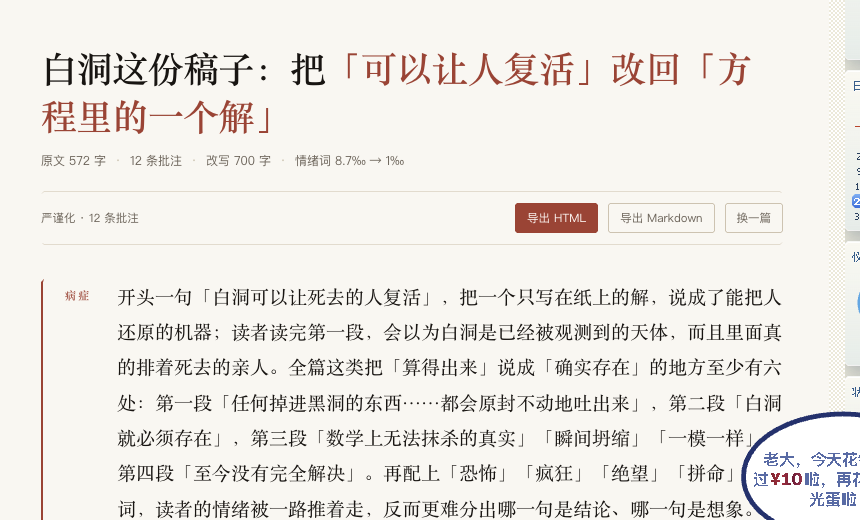 白洞这份稿子：把「可以让人复活」改回「方
程里的一个解」
原文 572 字 · 12 条批注 · 改写 700 字 · 情绪词 8.7‰ → 1‰
严谨化 · 12 条批注
导出 HTML
导出 Markdown
换一篇
病症
开头一句「白洞可以让死去的人复活」，把一个只写在纸上的解，说成了能把人
还原的机器；读者读完第一段，会以为白洞是已经被观测到的天体，而且里面真
的排着死去的亲人。全篇这类把「算得出来」说成「确实存在」的地方至少有六
处：第一段「任何掉进黑洞的东西……都会原封不动地吐出来」，第二段「白洞
就必须存在」，第三段「数学上无法抹杀的真实」「瞬间坍缩」「一模一样」
第四段「至今没有完全解决」。再配上「恐怖」「疯狂」「绝望」「拼命」
词，读者的情绪被一路推着走，反而更难分出哪一句是结论、哪一句是想象。
老大，今天花
过¥10啦，再花
光蛋啦